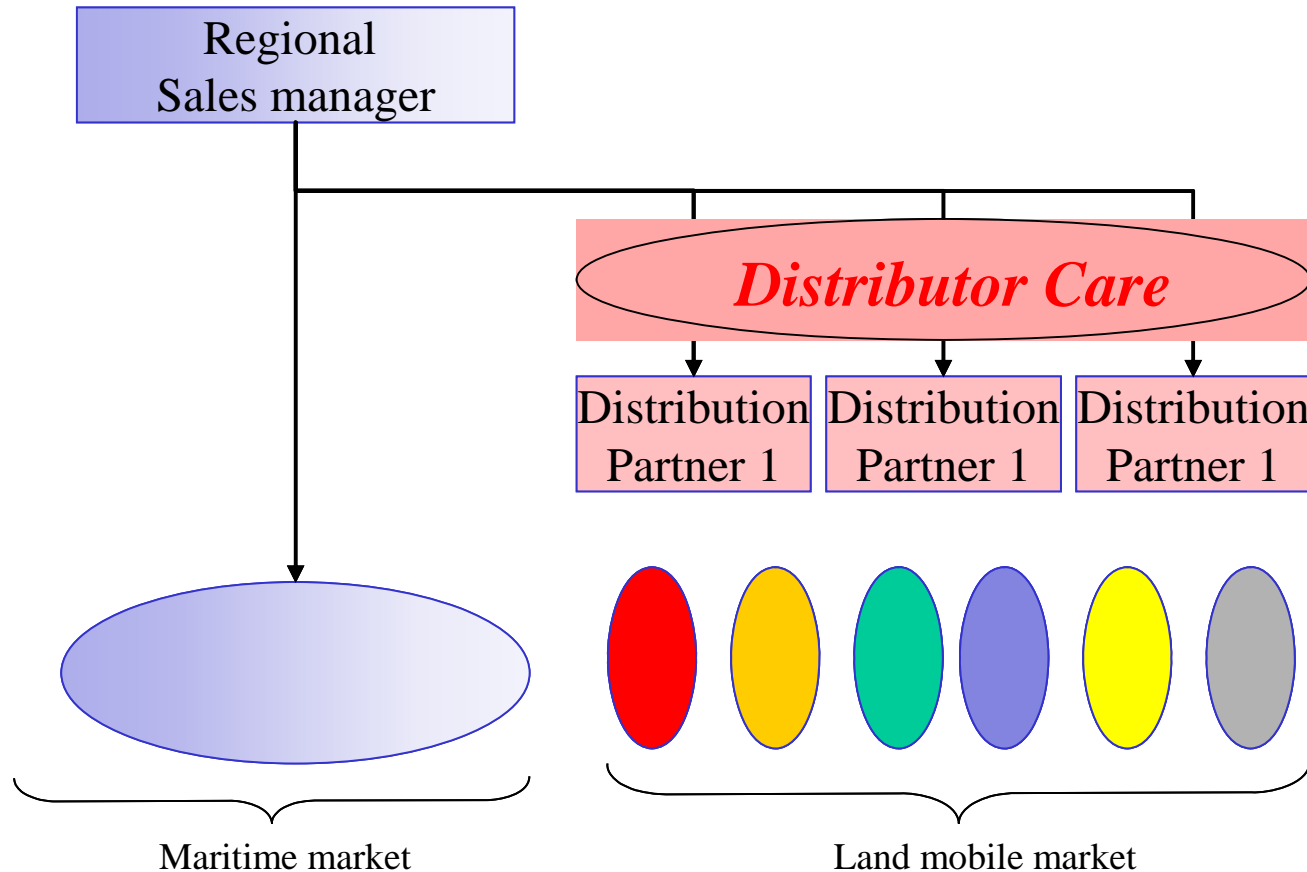 Regional
Sales manager
Distributor Care
Distribution
Partner 1
Distribution
Partner 1
Distribution
Partner 1
Maritime market
Land mobile market